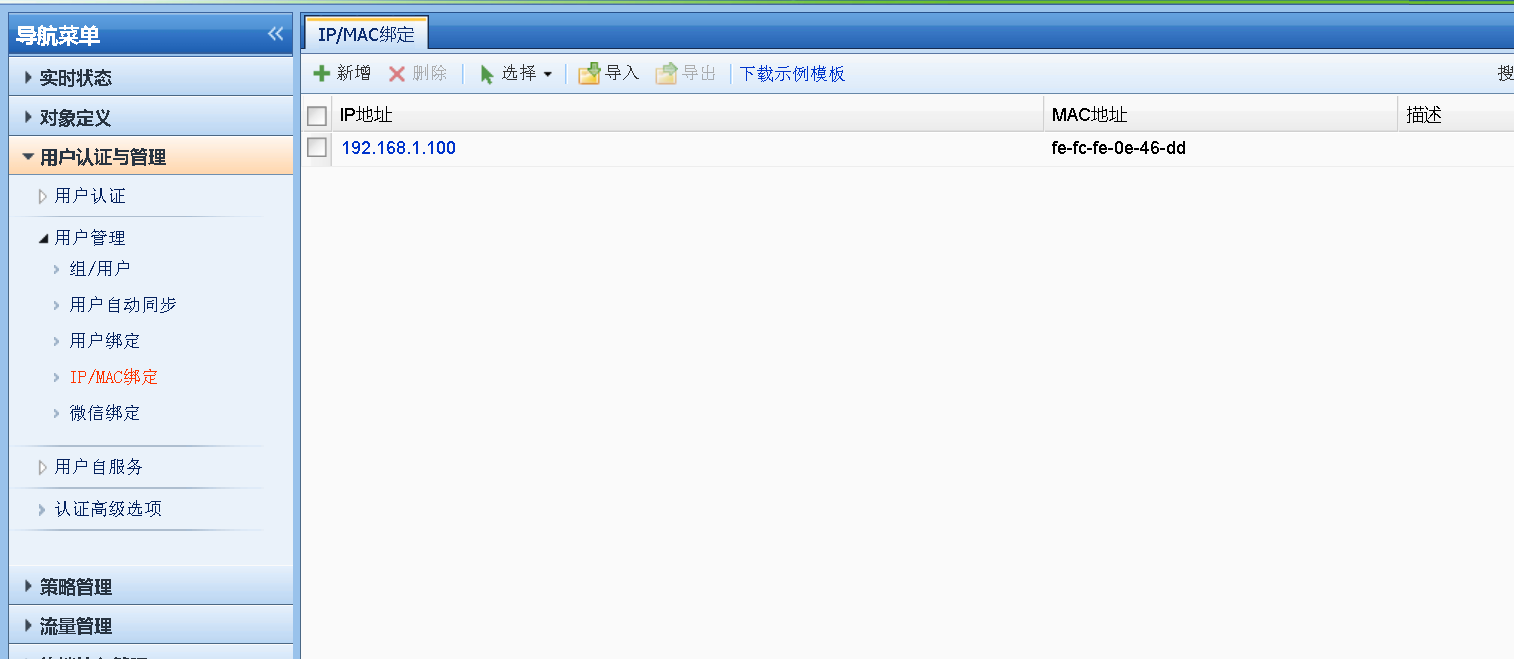 导航菜单
实时状态
对象定义
用户认证与管理
用户认证
用户管理
组/用户
用户自动同步
用户绑定
IP/MAC绑定
微信绑定
用户自服务
认证高级选项
策略管理
流量管理
IP/MAC绑定
新增 删除 选择 导入 导出 下载示例模板 搜
IP地址 MAC地址 描述
192.168.1.100 fe-fc-fe-0e-46-dd